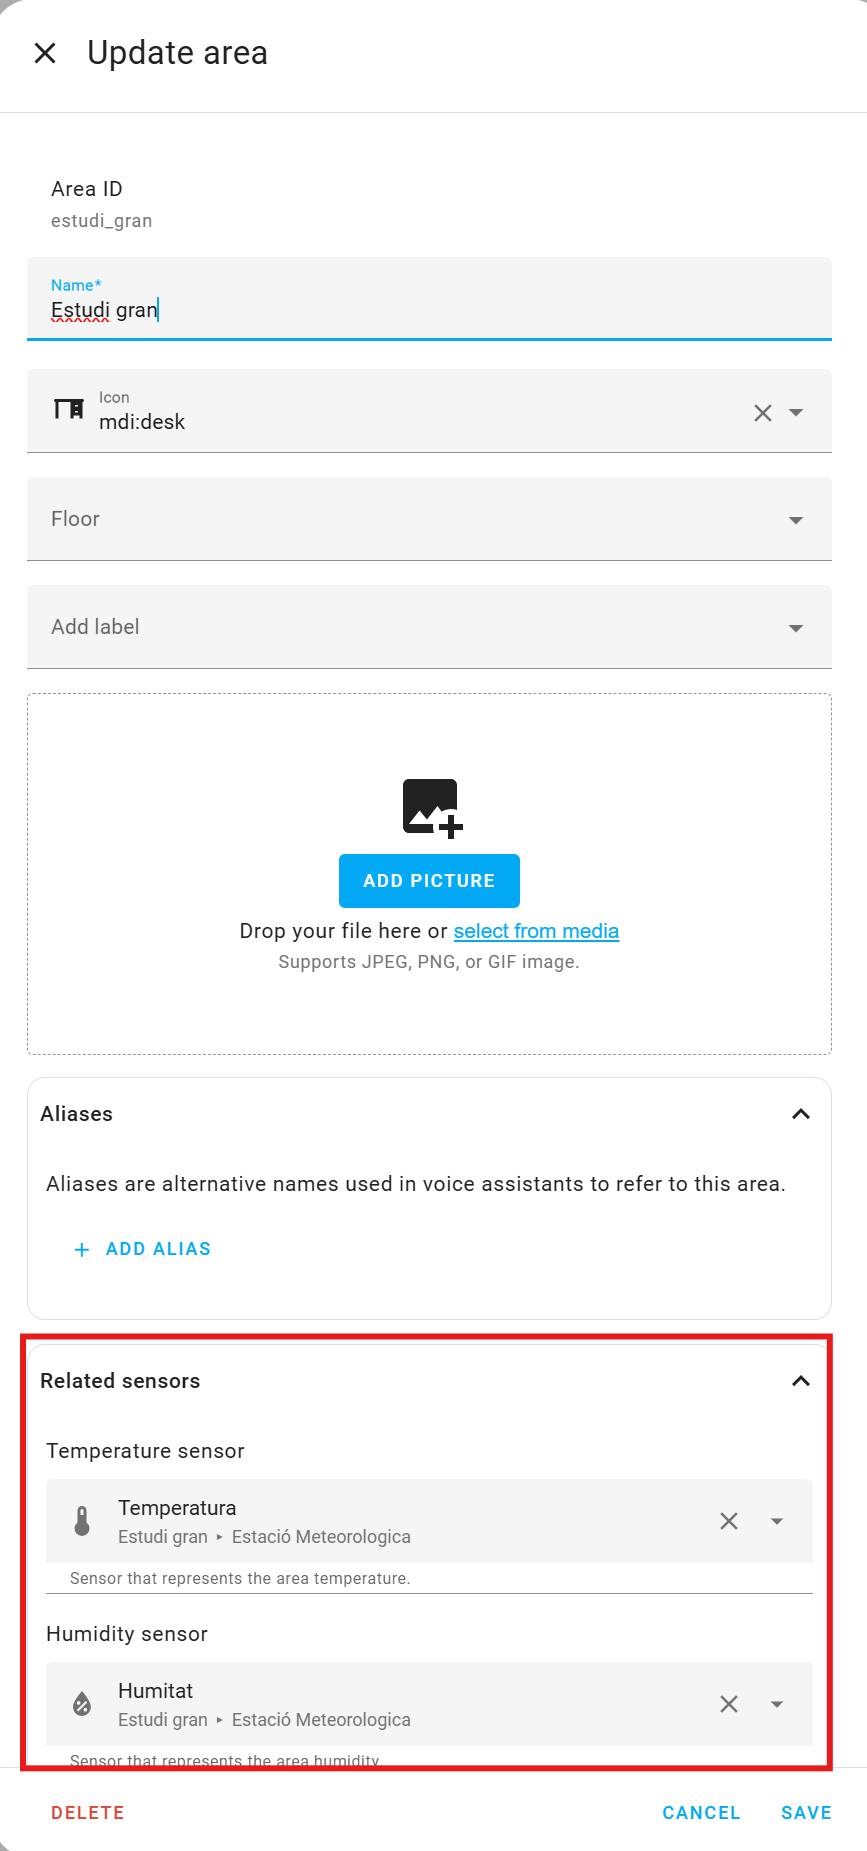 Update area
Area ID
estudi_gran
Name*
Estudi gran
Icon
mdi:desk
Floor
Add label
ADD PICTURE
Drop your file here or select from media
Supports JPEG, PNG, or GIF image.
Aliases
Aliases are alternative names used in voice assistants to refer to this area.
+ ADD ALIAS
Related sensors
Temperature sensor
Temperatura
Estudi gran ▸ Estació Meteorologica
Sensor that represents the area temperature.
Humidity sensor
Humitat
Estudi gran ▸ Estació Meteorologica
Sensor that represents the area humidity.
DELETE
CANCEL
SAVE